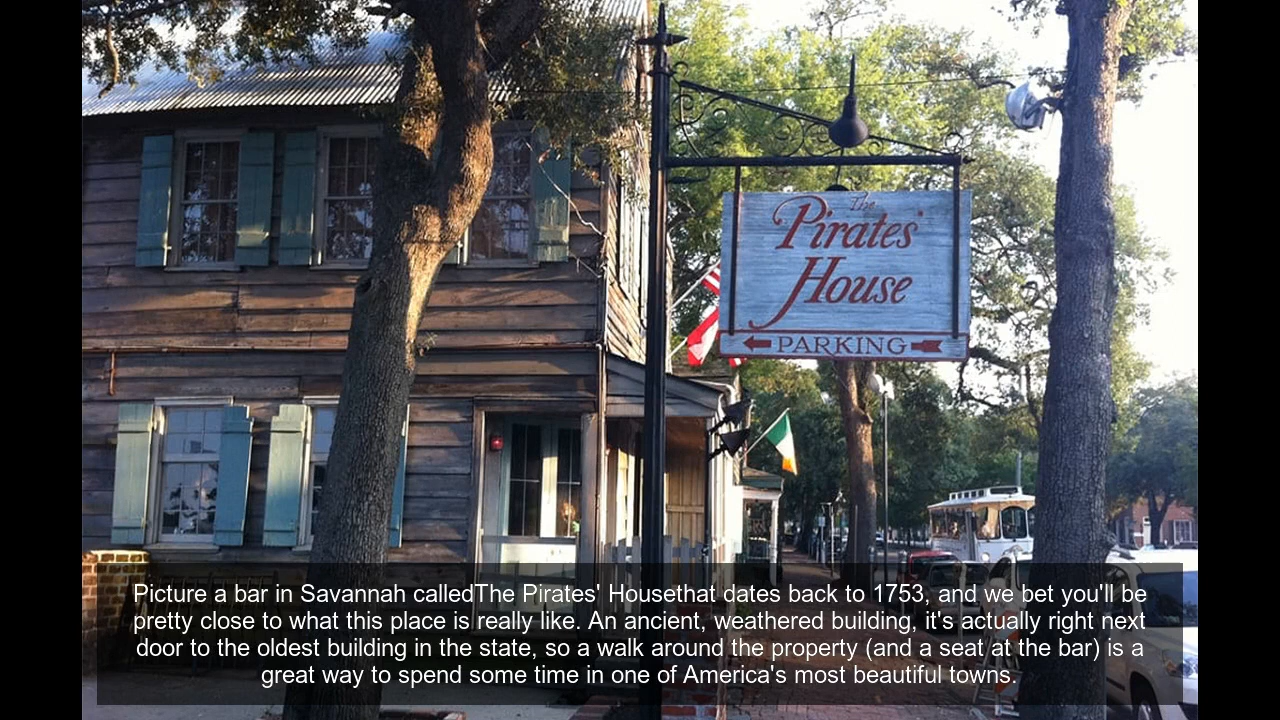 The
Pirates'
House
PARKING
Picture a bar in Savannah calledThe Pirates' Housethat dates back to 1753, and we bet you'll be
pretty close to what this place is really like. An ancient, weathered building, it's actually right next
door to the oldest building in the state, so a walk around the property (and a seat at the bar) is a
great way to spend some time in one of America's most beautiful towns.